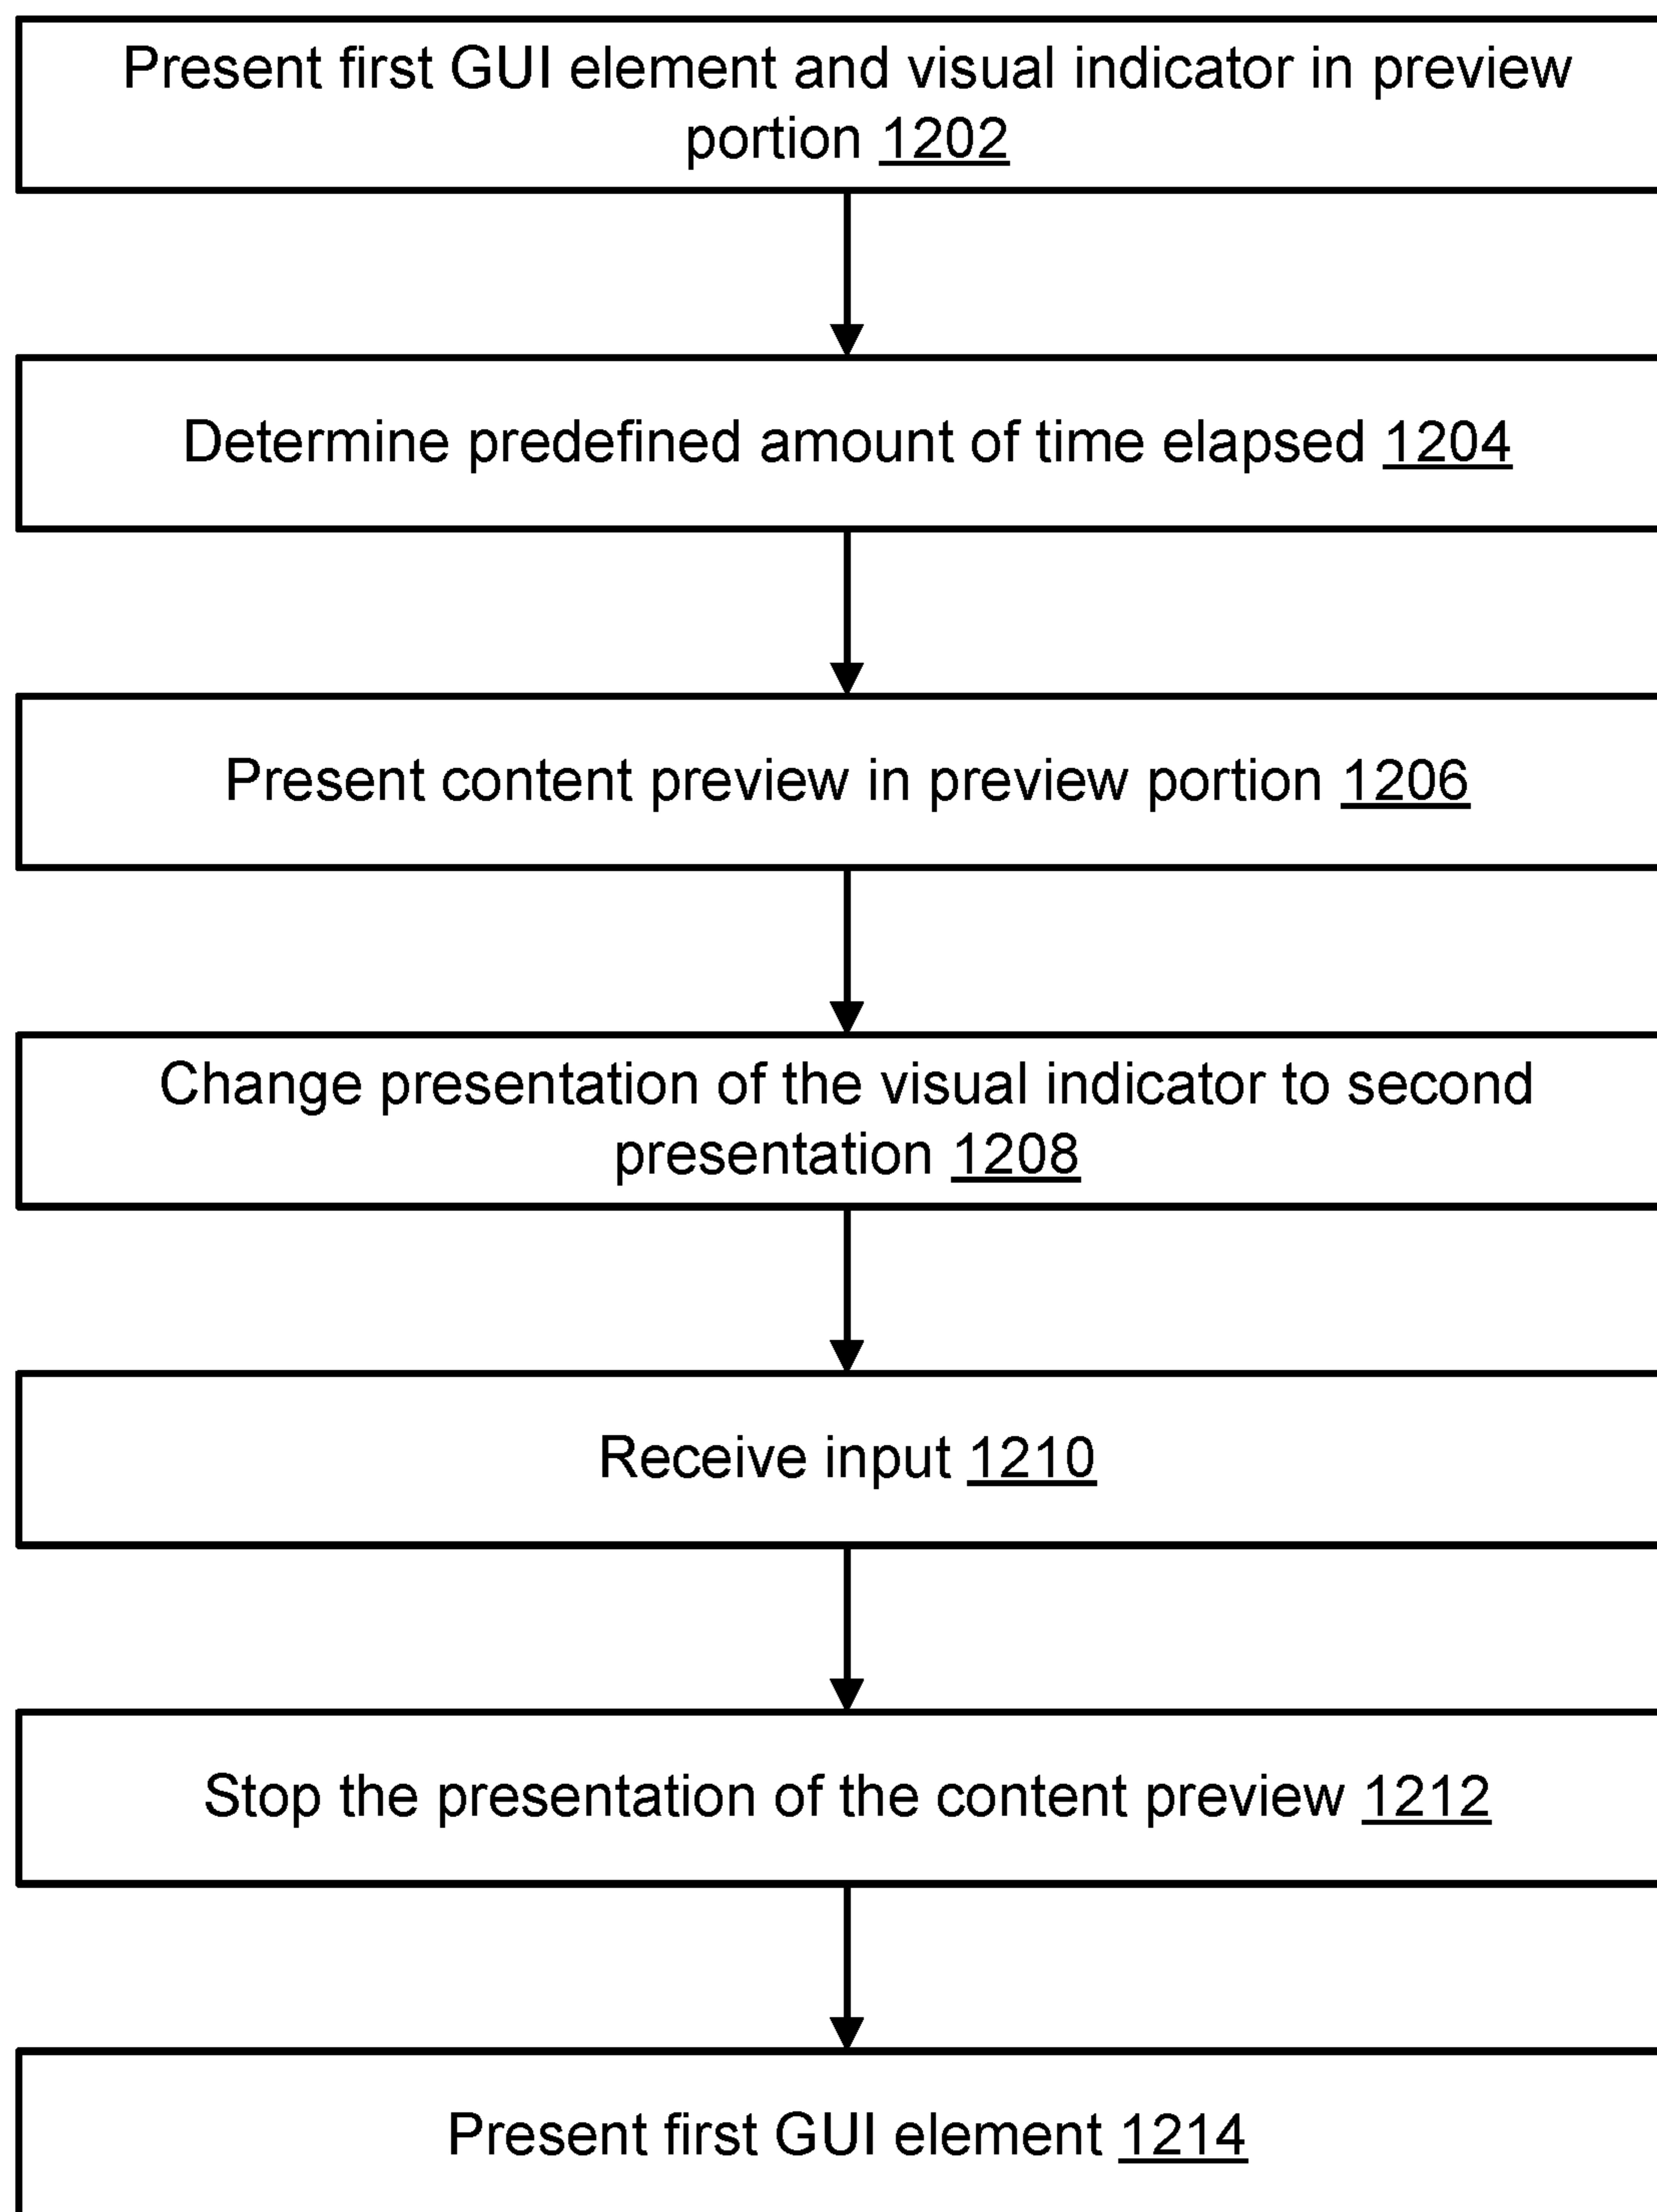 Present first GUI element and visual indicator in preview
portion 1202
Determine predefined amount of time elapsed 1204
Present content preview in preview portion 1206
Change presentation of the visual indicator to second
presentation 1208
Receive input 1210
Stop the presentation of the content preview 1212
Present first GUI element 1214